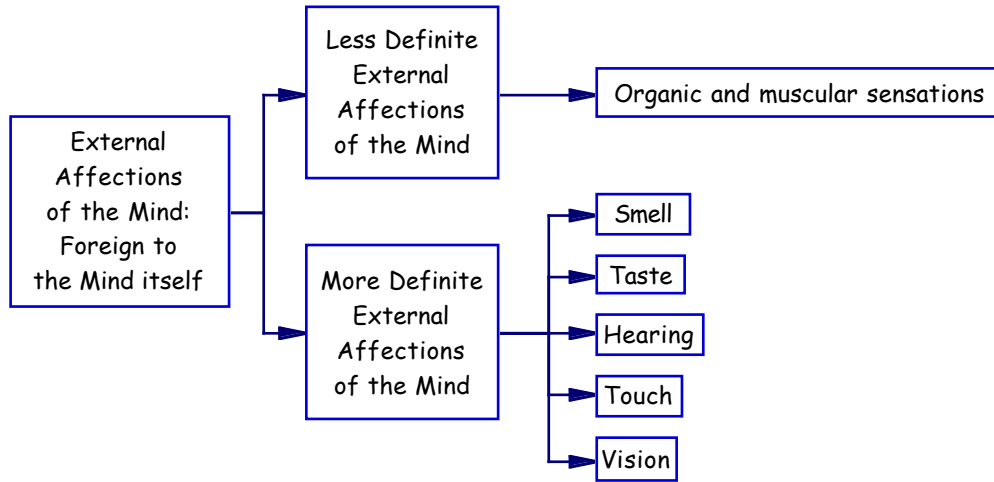 External
Affections
of the Mind:
Foreign to
the Mind itself
Less Definite
External
Affections
of the Mind
Organic and muscular sensations
More Definite
External
Affections
of the Mind
Smell
Taste
Hearing
Touch
Vision